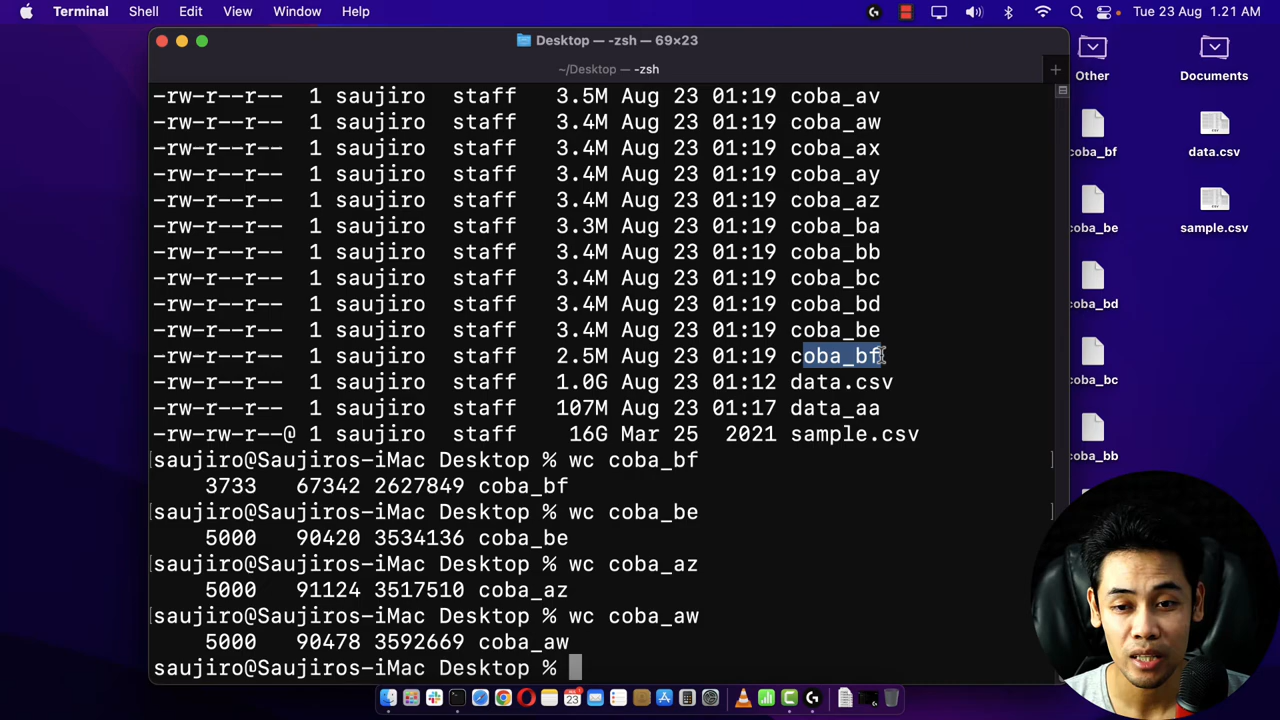 Terminal Shell Edit View Window Help Tue 23 Aug 1.21 AM
Desktop — -zsh — 69×23
~/Desktop — -zsh
-rw-r--r-- 1 saujiro staff 3.5M Aug 23 01:19 coba_av
-rw-r--r-- 1 saujiro staff 3.4M Aug 23 01:19 coba_aw
-rw-r--r-- 1 saujiro staff 3.4M Aug 23 01:19 coba_ax
-rw-r--r-- 1 saujiro staff 3.4M Aug 23 01:19 coba_ay
-rw-r--r-- 1 saujiro staff 3.4M Aug 23 01:19 coba_az
-rw-r--r-- 1 saujiro staff 3.3M Aug 23 01:19 coba_ba
-rw-r--r-- 1 saujiro staff 3.4M Aug 23 01:19 coba_bb
-rw-r--r-- 1 saujiro staff 3.4M Aug 23 01:19 coba_bc
-rw-r--r-- 1 saujiro staff 3.4M Aug 23 01:19 coba_bd
-rw-r--r-- 1 saujiro staff 3.4M Aug 23 01:19 coba_be
-rw-r--r-- 1 saujiro staff 2.5M Aug 23 01:19 coba_bf
-rw-r--r-- 1 saujiro staff 1.0G Aug 23 01:12 data.csv
-rw-r--r-- 1 saujiro staff 107M Aug 23 01:17 data_aa
-rw-rw-r--@ 1 saujiro staff 16G Mar 25 2021 sample.csv
[saujiro@Saujiros-iMac Desktop % wc coba_bf ]
3733 67342 2627849 coba_bf
[saujiro@Saujiros-iMac Desktop % wc coba_be ]
5000 90420 3534136 coba_be
[saujiro@Saujiros-iMac Desktop % wc coba_az
5000 91124 3517510 coba_az
[saujiro@Saujiros-iMac Desktop % wc coba_aw
5000 90478 3592669 coba_aw
saujiro@Saujiros-iMac Desktop %
Other Documents
coba_bf data.csv
coba_be sample.csv
coba_bd
coba_bc
coba_bb
AUG
23